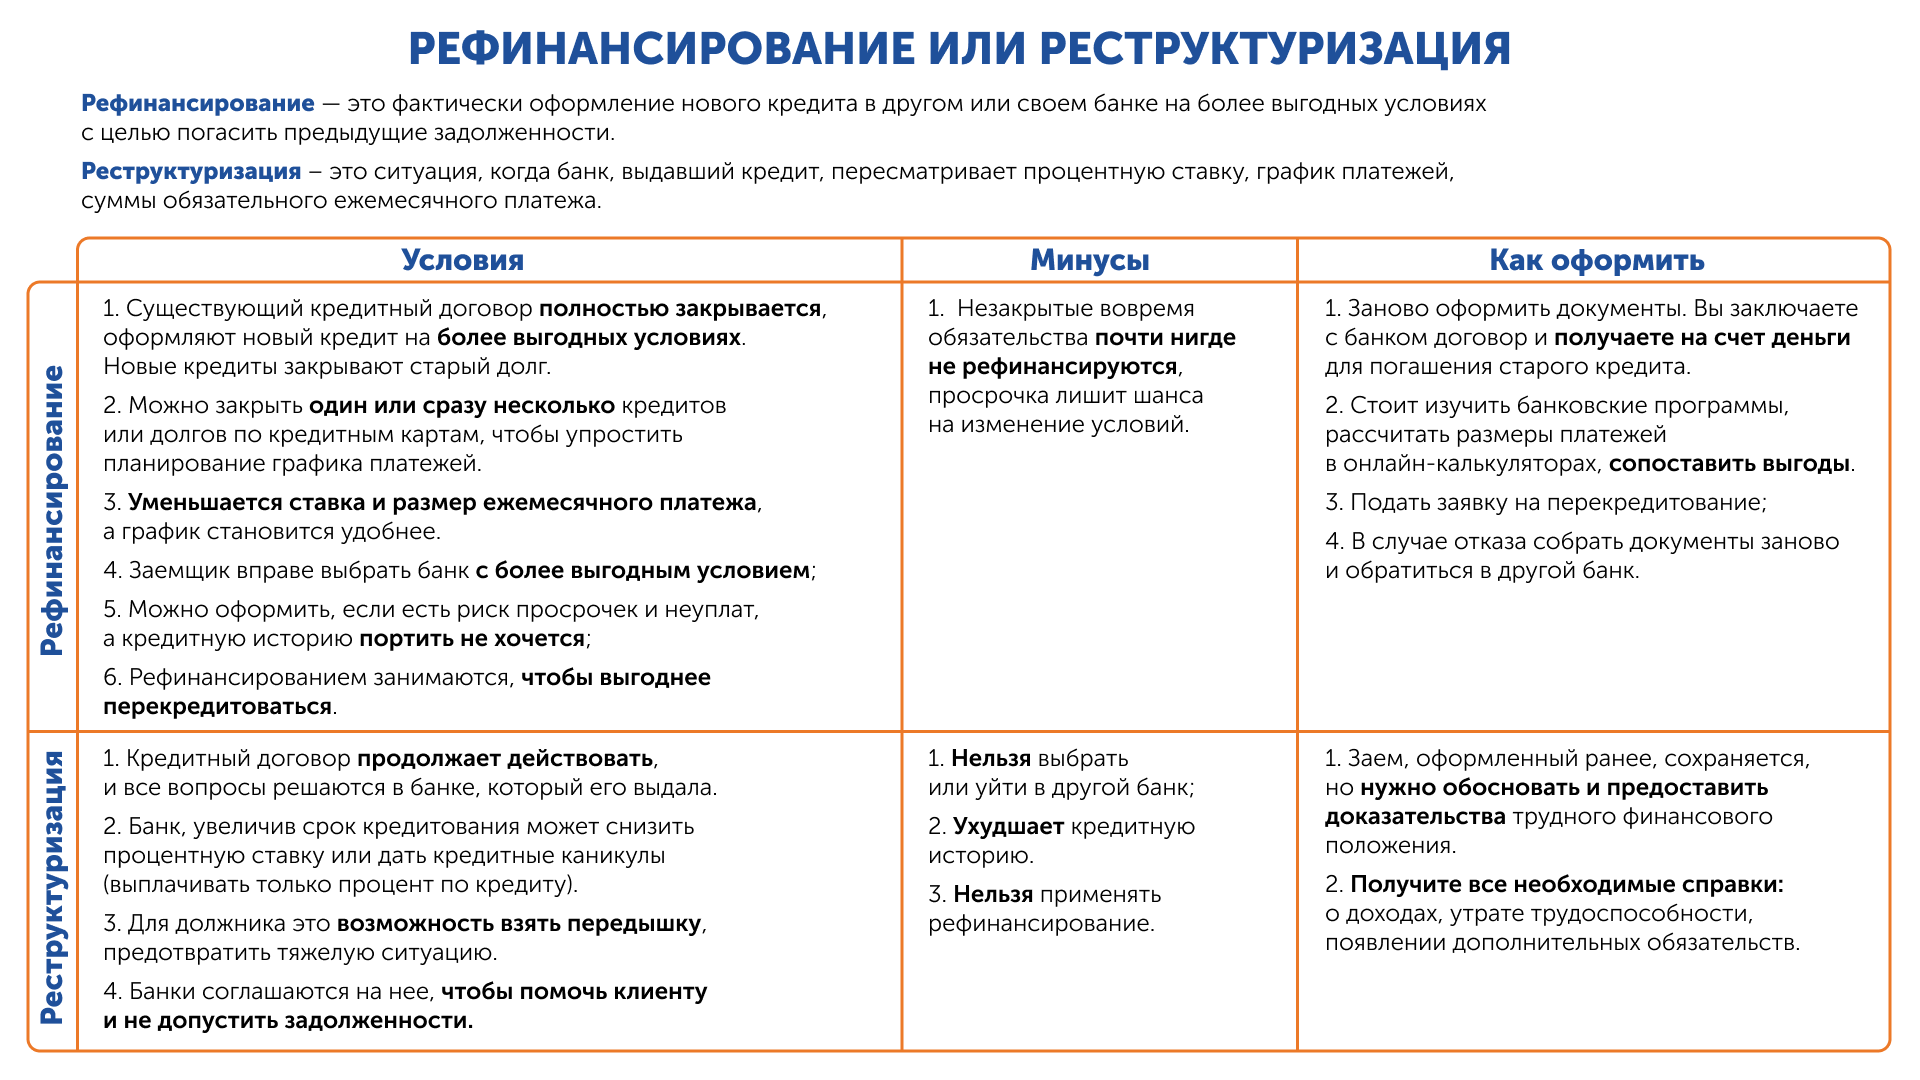 РЕФИНАНСИРОВАНИЕ ИЛИ РЕСТРУКТУРИЗАЦИЯ
Рефинансирование — это фактически оформление нового кредита в другом или своем банке на более выгодных условиях
с целью погасить предыдущие задолженности.
Реструктуризация – это ситуация, когда банк, выдавший кредит, пересматривает процентную ставку, график платежей,
суммы обязательного ежемесячного платежа.
Условия
Минусы
Как оформить
Рефинансирование
1. Существующий кредитный договор полностью закрывается,
оформляют новый кредит на более выгодных условиях.
Новые кредиты закрывают старый долг.
2. Можно закрыть один или сразу несколько кредитов
или долгов по кредитным картам, чтобы упростить
планирование графика платежей.
3. Уменьшается ставка и размер ежемесячного платежа,
а график становится удобнее.
4. Заемщик вправе выбрать банк с более выгодным условием;
5. Можно оформить, если есть риск просрочек и неуплат,
а кредитную историю портить не хочется;
6. Рефинансированием занимаются, чтобы выгоднее
перекредитоваться.
1. Незакрытые вовремя
обязательства почти нигде
не рефинансируются,
просрочка лишит шанса
на изменение условий.
1. Заново оформить документы. Вы заключаете
с банком договор и получаете на счет деньги
для погашения старого кредита.
2. Стоит изучить банковские программы,
рассчитать размеры платежей
в онлайн-калькуляторах, сопоставить выгоды.
3. Подать заявку на перекредитование;
4. В случае отказа собрать документы заново
и обратиться в другой банк.
Реструктуризация
1. Кредитный договор продолжает действовать,
и все вопросы решаются в банке, который его выдала.
2. Банк, увеличив срок кредитования может снизить
процентную ставку или дать кредитные каникулы
(выплачивать только процент по кредиту).
3. Для должника это возможность взять передышку,
предотвратить тяжелую ситуацию.
4. Банки соглашаются на нее, чтобы помочь клиенту
и не допустить задолженности.
1. Нельзя выбрать
или уйти в другой банк;
2. Ухудшает кредитную
историю.
3. Нельзя применять
рефинансирование.
1. Заем, оформленный ранее, сохраняется,
но нужно обосновать и предоставить
доказательства трудного финансового
положения.
2. Получите все необходимые справки:
о доходах, утрате трудоспособности,
появлении дополнительных обязательств.